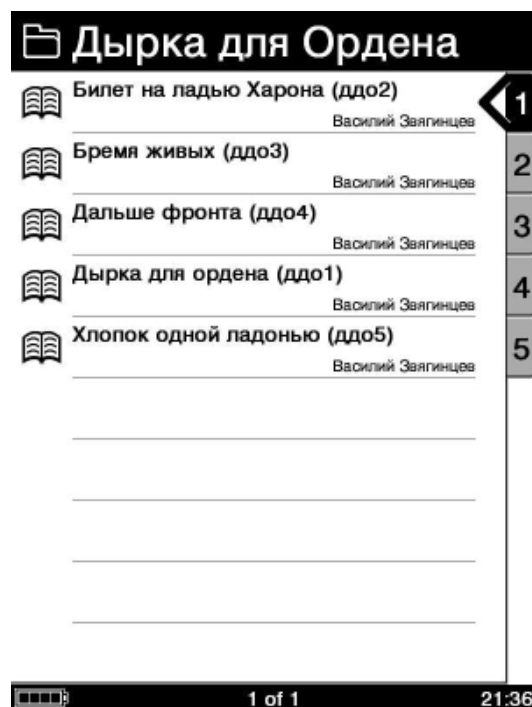 Дырка для Ордена
Билет на ладью Харона (ддо2)
Василий Звягинцев
1
Бремя живых (ддо3)
Василий Звягинцев
2
Дальше фронта (ддо4)
Василий Звягинцев
3
Дырка для ордена (ддо1)
Василий Звягинцев
4
Хлопок одной ладонью (ддо5)
Василий Звягинцев
5
1 of 1
21:36